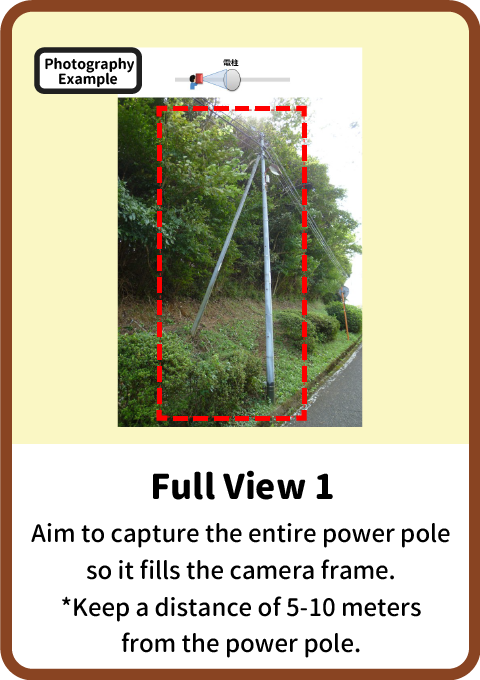 Photography
Example
電柱
Full View 1
Aim to capture the entire power pole
so it fills the camera frame.
*Keep a distance of 5-10 meters
from the power pole.